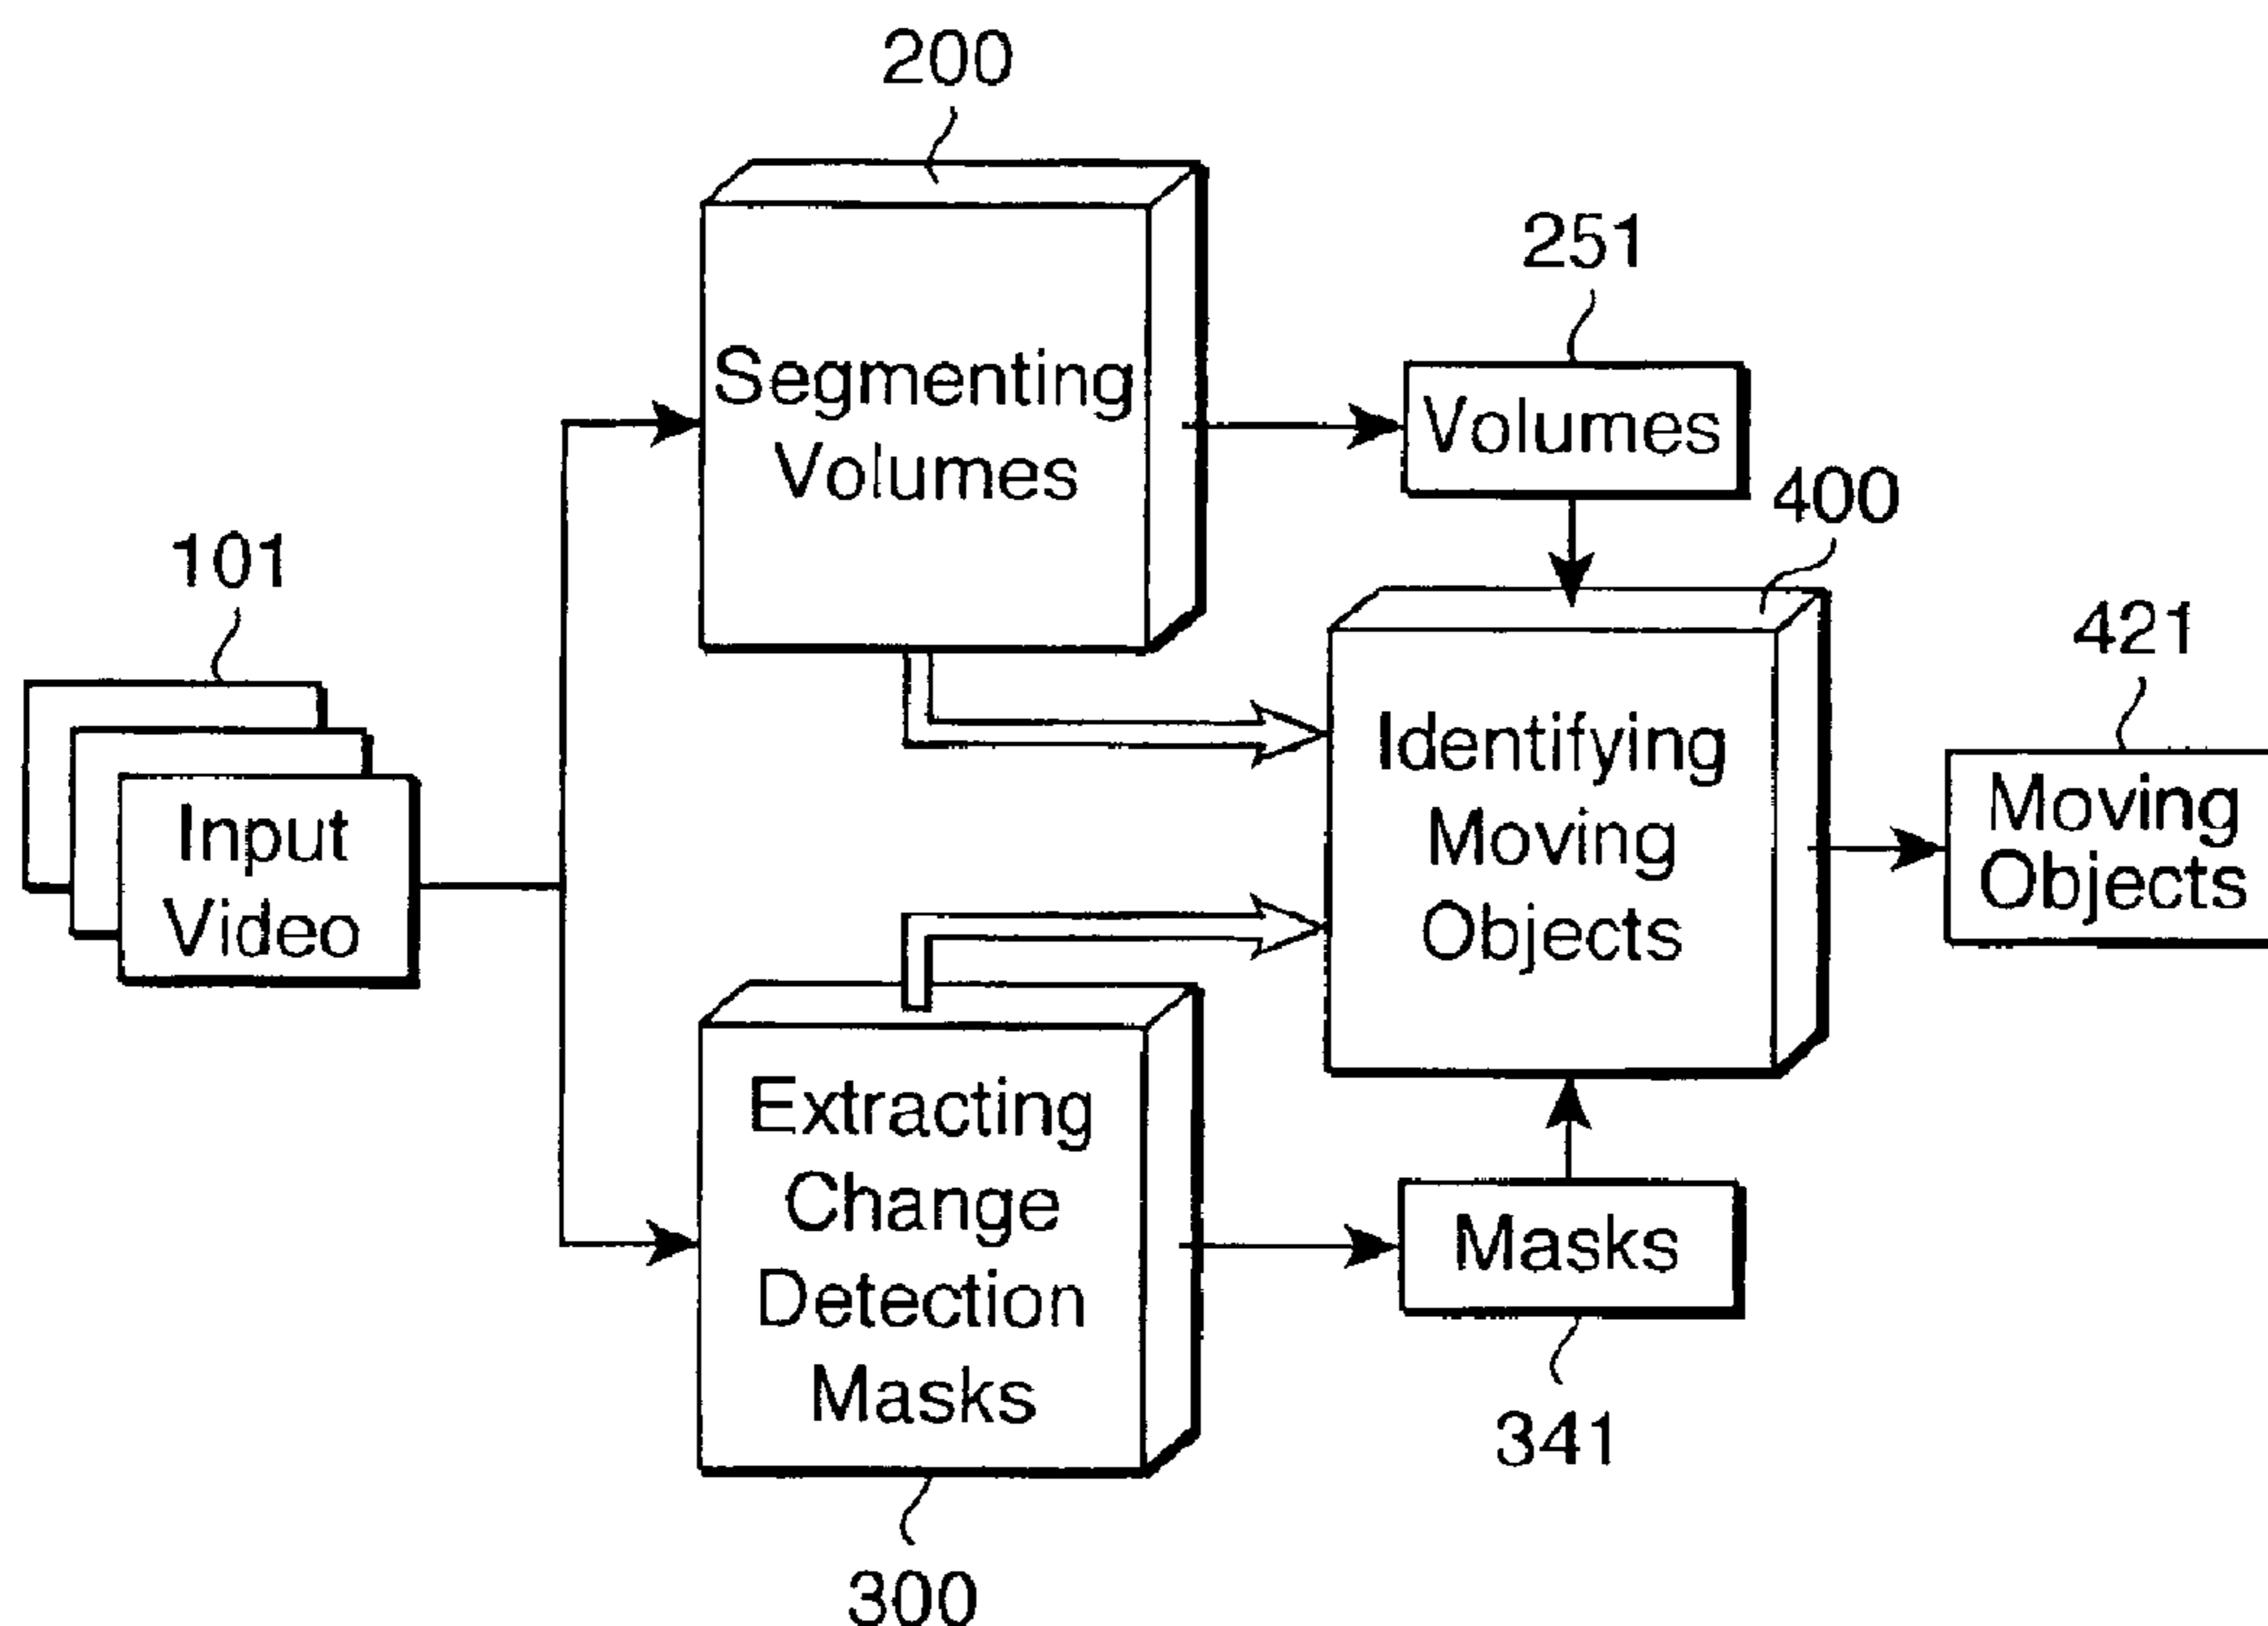 200
Segmenting
Volumes
251
Volumes
400
101
Input
Video
Identifying
Moving
Objects
421
Moving
Objects
Extracting
Change
Detection
Masks
300
Masks
341